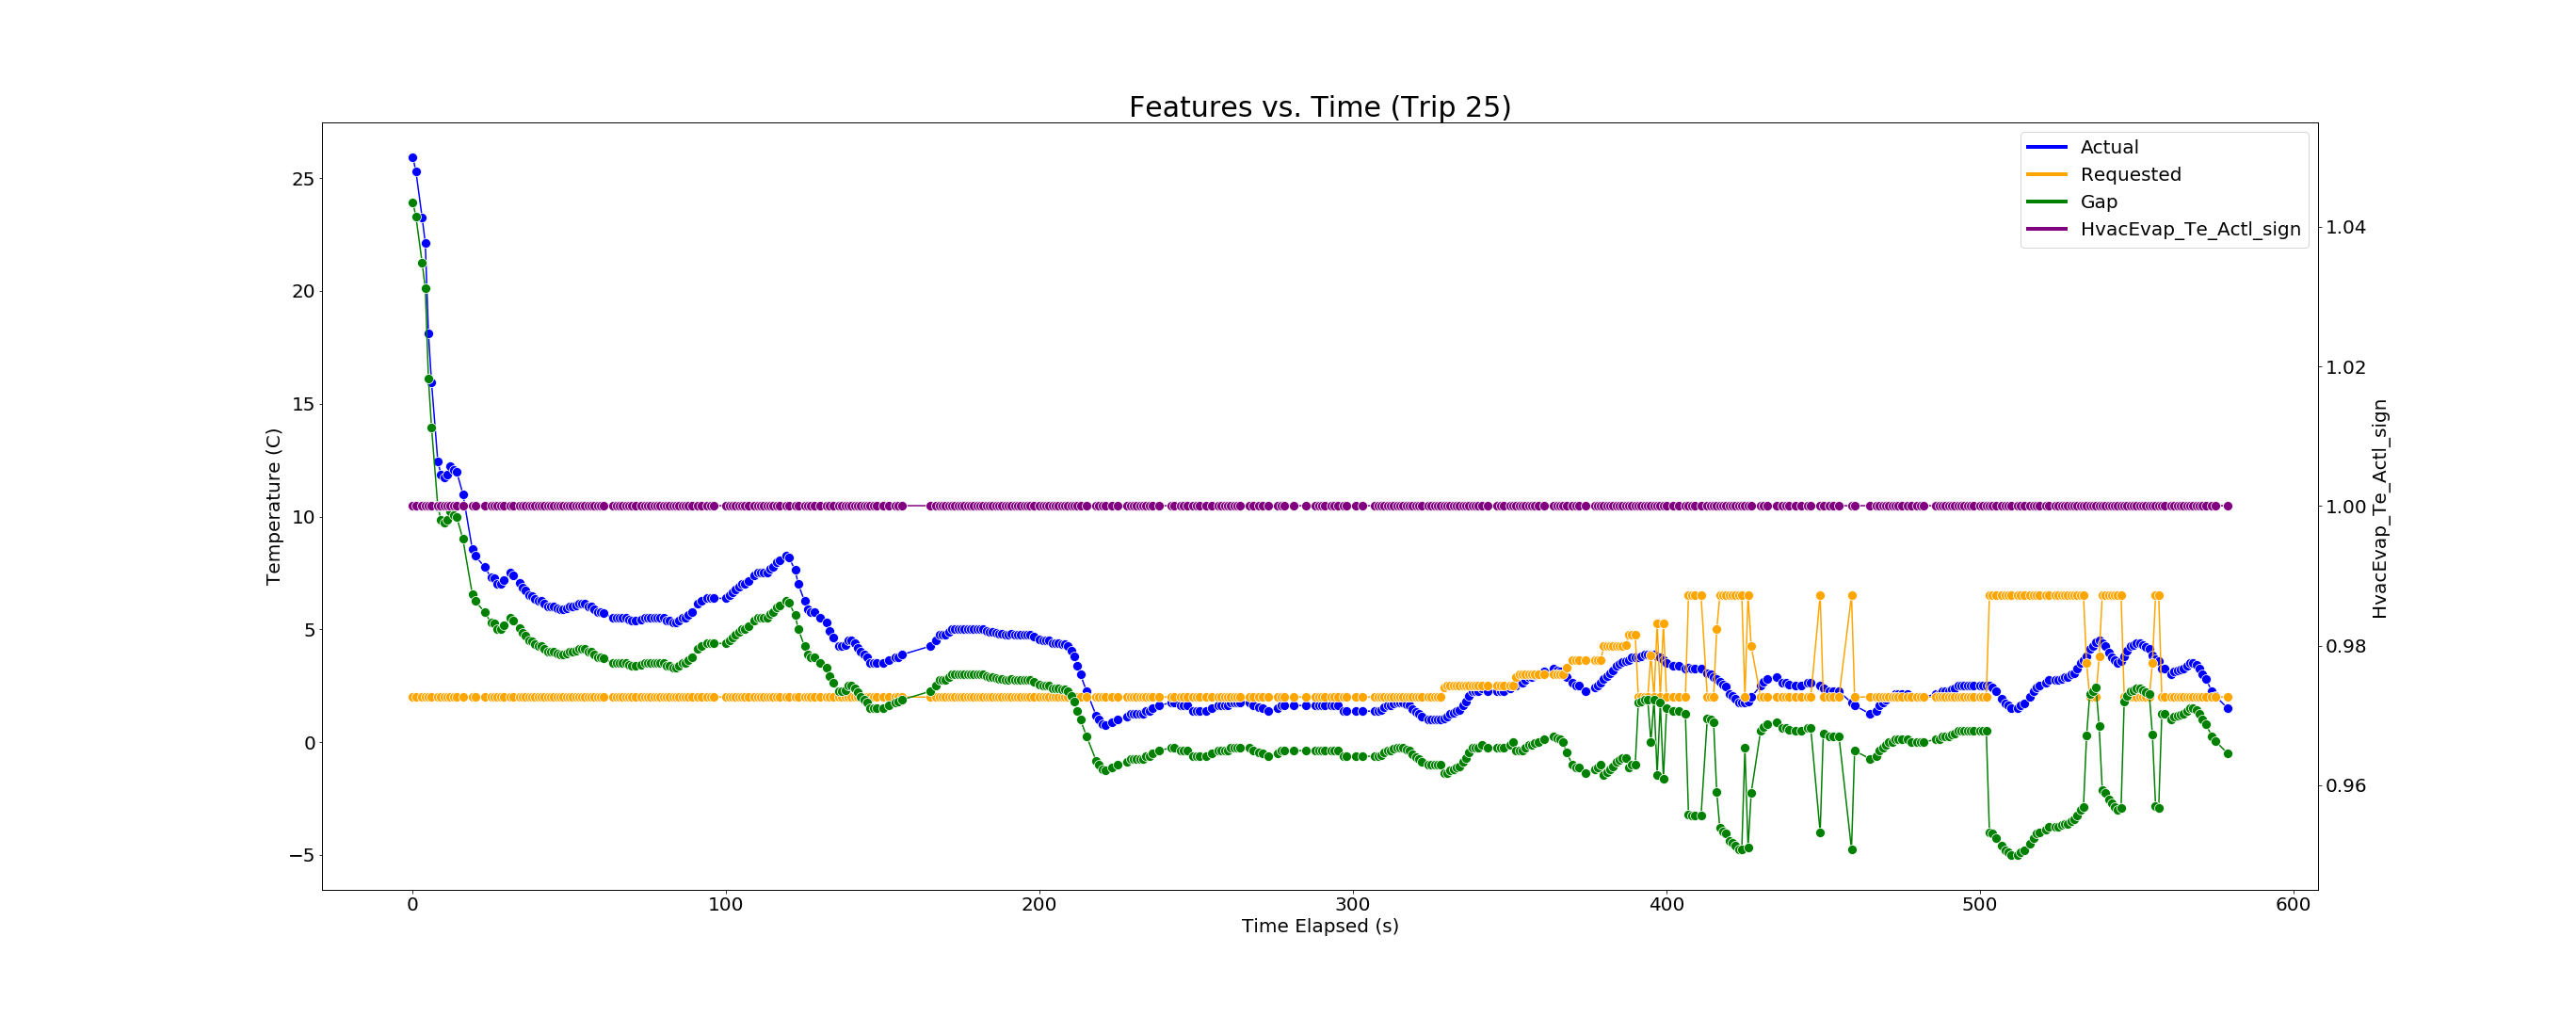 Features vs. Time (Trip 25)
Actual
Requested
Gap
HvacEvap_Te_Actl_sign
25
20
15
10
5
0
−5
Temperature (C)
1.04
1.02
1.00
0.98
0.96
HvacEvap_Te_Actl_sign
0 100 200 300 400 500 600
Time Elapsed (s)